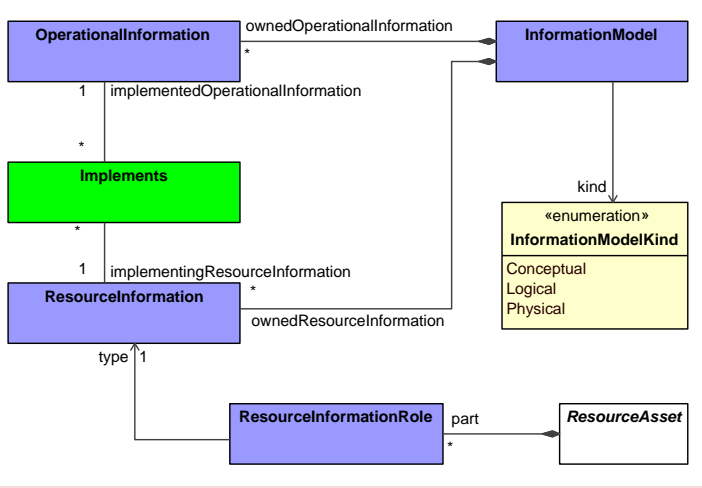 OperationalInformation
ownedOperationalInformation
*
InformationModel
1
implementedOperationalInformation
*
Implements
*
kind
«enumeration»
InformationModelKind
Conceptual
Logical
Physical
1
implementingResourceInformation
*
ResourceInformation
ownedResourceInformation
type
1
ResourceInformationRole
part
*
ResourceAsset